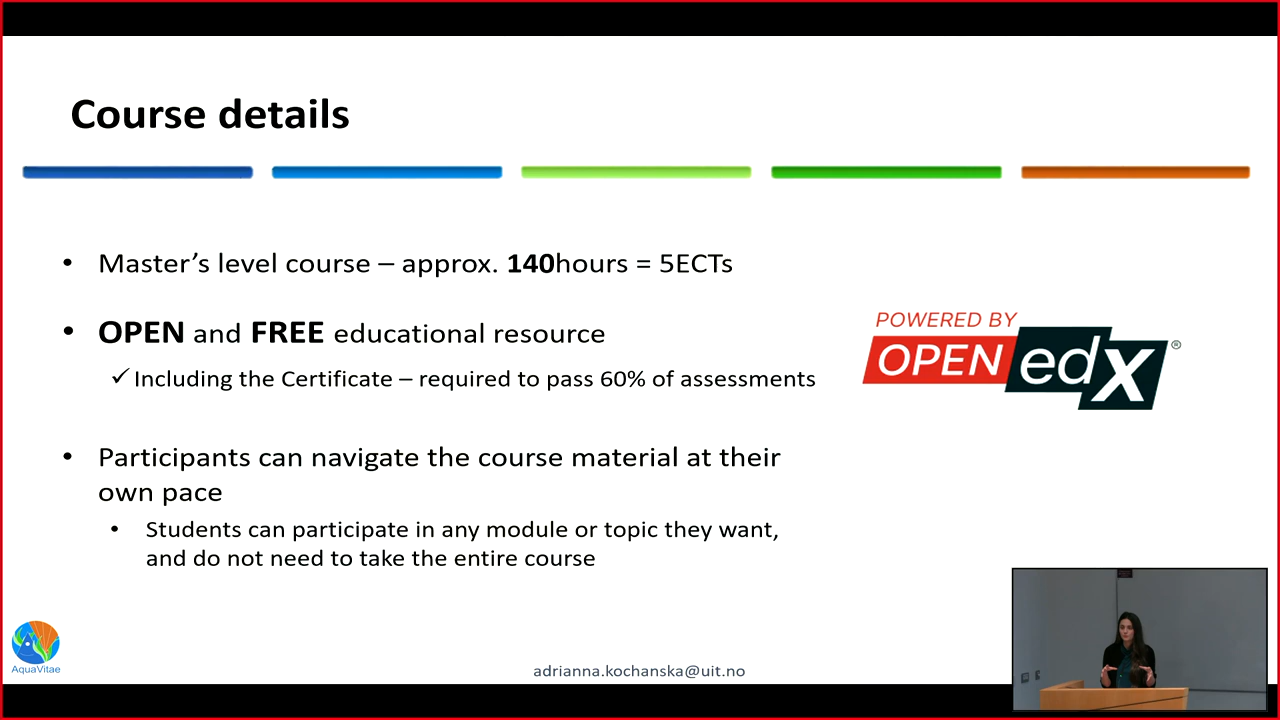 Course details
• Master’s level course – approx. 140hours = 5ECTs
• OPEN and FREE educational resource
✓ Including the Certificate – required to pass 60% of assessments
POWERED BY
OPEN edX ®
• Participants can navigate the course material at their
own pace
• Students can participate in any module or topic they want,
and do not need to take the entire course
AquaVitae
adrianna.kochanska@uit.no